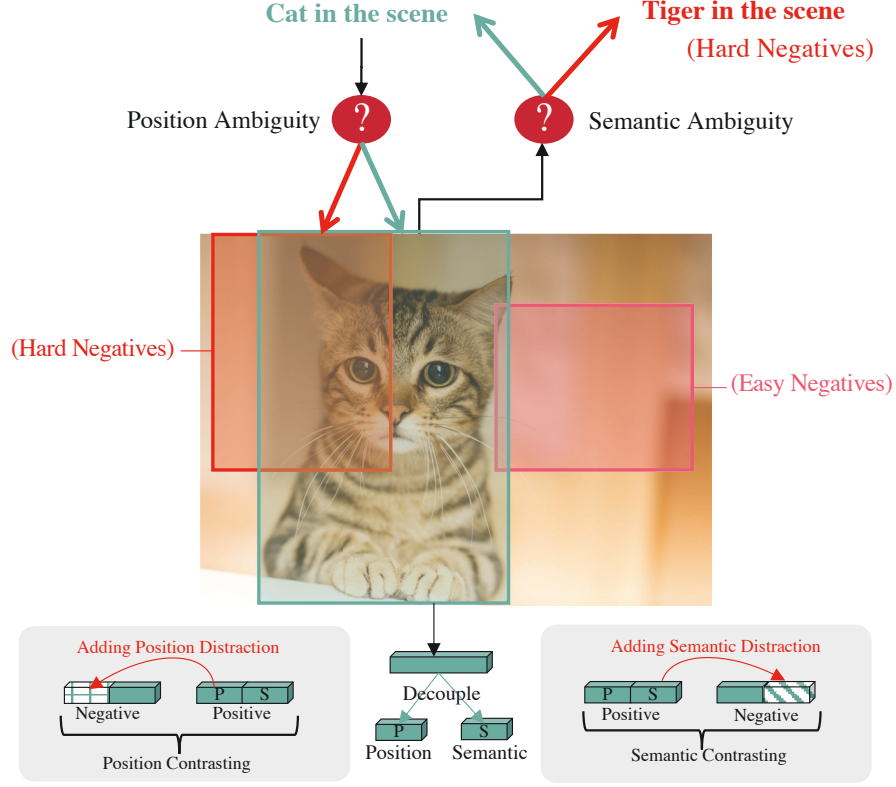 Cat in the scene
Tiger in the scene
(Hard Negatives)
Position Ambiguity
?
?
Semantic Ambiguity
(Hard Negatives)
(Easy Negatives)
Adding Position Distraction
P
S
Negative
Positive
Position Contrasting
Decouple
P
S
Position
Semantic
Adding Semantic Distraction
P
S
Positive
Negative
Semantic Contrasting